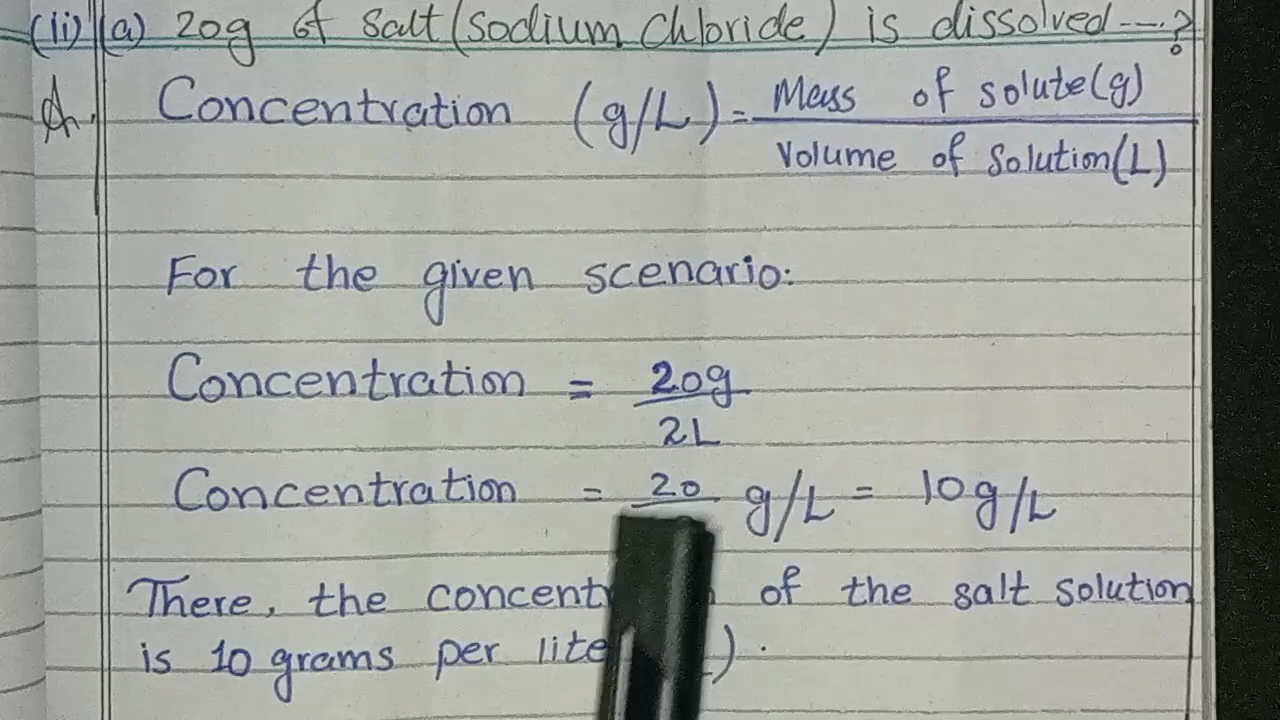 (ii) (a) 20g of salt (sodium chloride) is dissolved ---?
A.
Concentration (g/L) = Mass of solute(g)
Volume of solution(L)
For the given scenario:
Concentration = 20g
2L
Concentration = 20 g/L = 10g/L
There, the concent of the salt solution
is 10 grams per lite ).